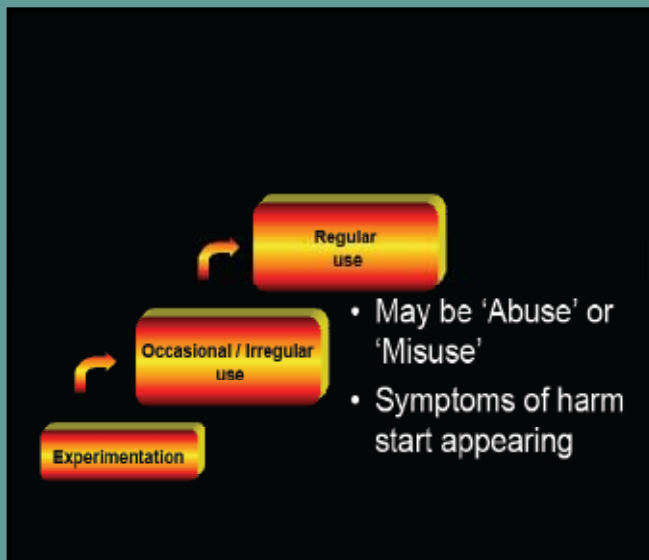 Regular
use
• May be ‘Abuse’ or
‘Misuse’
• Symptoms of harm
start appearing
Occasional / Irregular
use
Experimentation